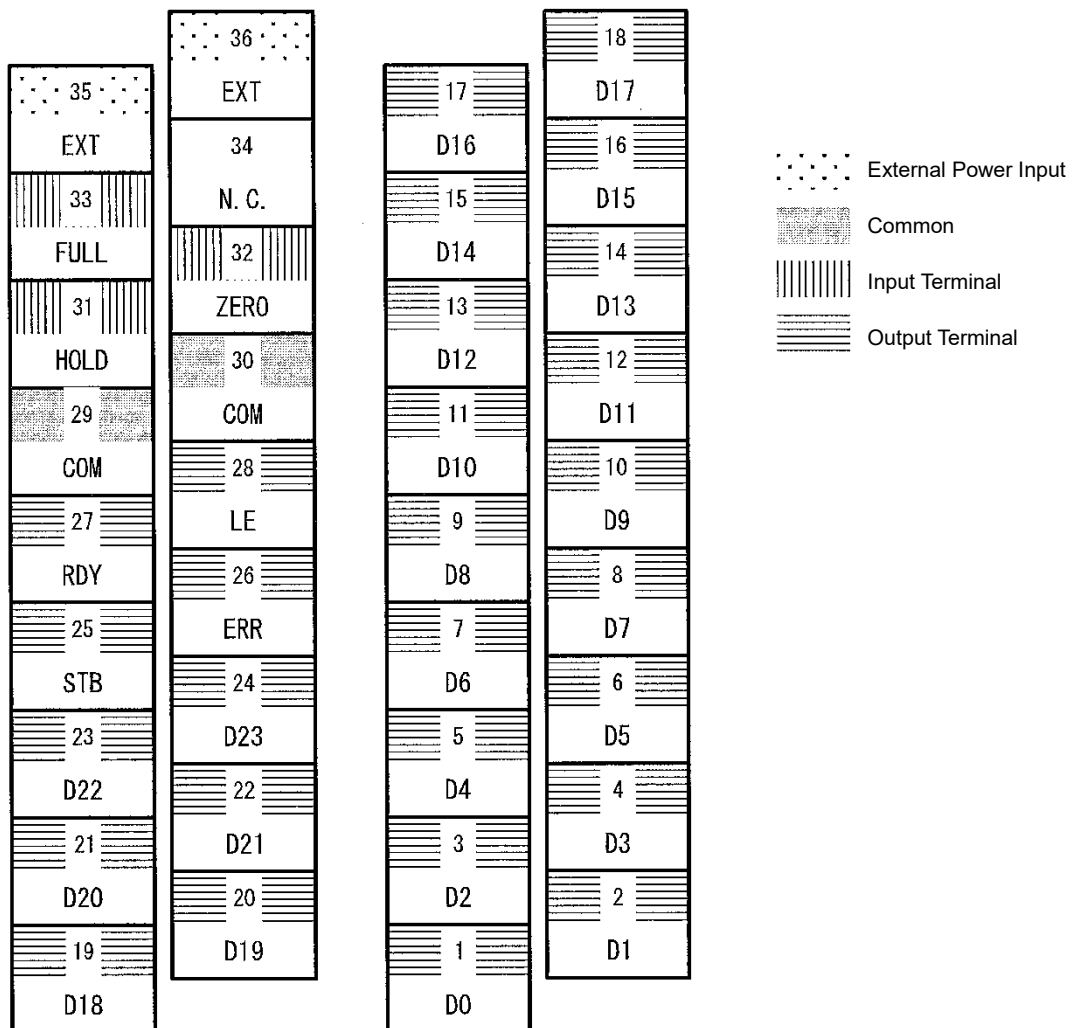 35
EXT
33
FULL
31
HOLD
29
COM
27
RDY
25
STB
23
D22
21
D20
19
D18
36
EXT
34
N.C.
32
ZERO
30
COM
28
LE
26
ERR
24
D23
22
D21
20
D19
17
D16
15
D14
13
D12
11
D10
9
D8
7
D6
5
D4
3
D2
1
D0
18
D17
16
D15
14
D13
12
D11
10
D9
8
D7
6
D5
4
D3
2
D1
External Power Input
Common
Input Terminal
Output Terminal